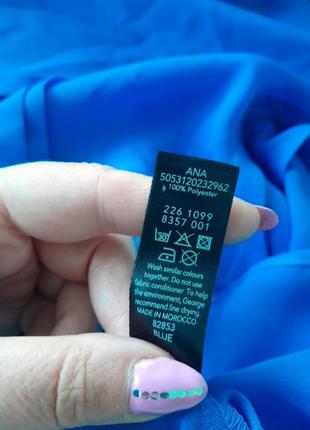 ANA
5053120232962
100% Polyester
226 1099
8357 001
30
Wash similar colours
together. Do not use
fabric conditioner. To help
the environment, George
recommend line drying.
MADE IN MOROCCO
82853
BLUE